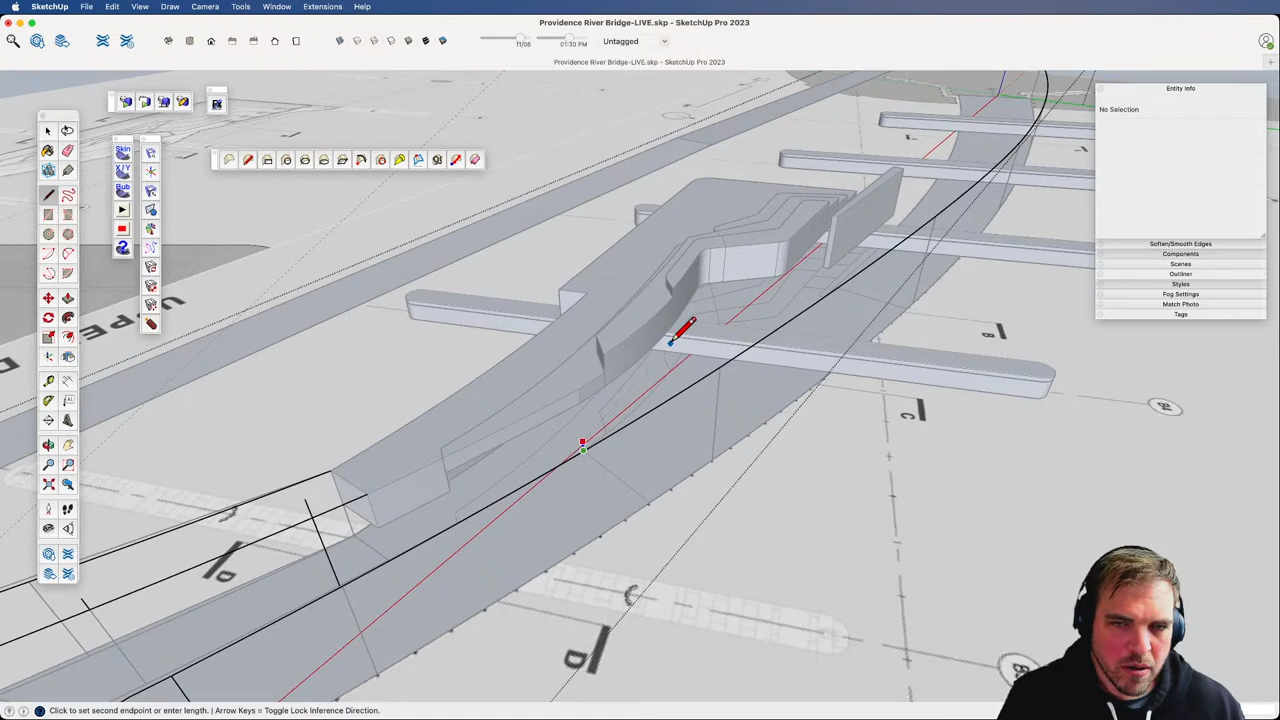 SketchUp File Edit View Draw Camera Tools Window Extensions Help
Providence River Bridge-LIVE.skp - SketchUp Pro 2023
11/08
01:30 PM
Untagged
Providence River Bridge-LIVE.skp - SketchUp Pro 2023
Entity Info
No Selection
Skin
X/Y
Bub
?
A1
Soften/Smooth Edges
Components
Scenes
Outliner
Styles
Fog Settings
Match Photo
Tags
B
C
D
D
Click to set second endpoint or enter length. | Arrow Keys = Toggle Lock Inference Direction.